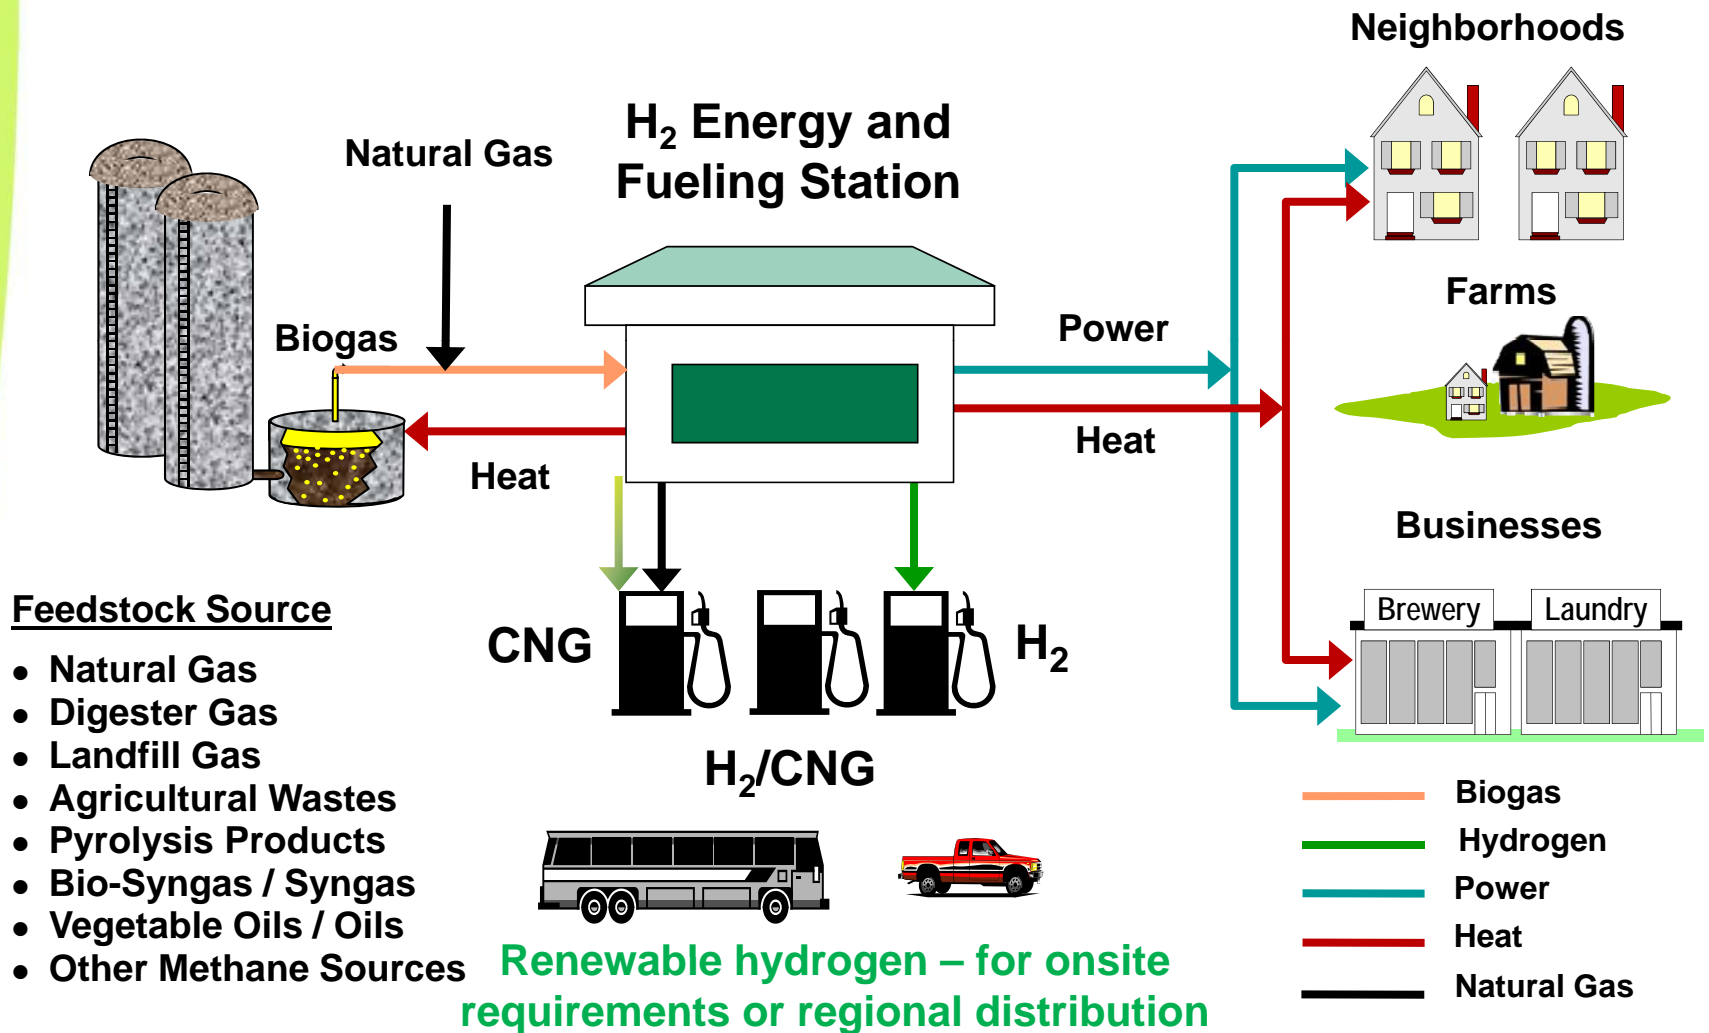 Neighborhoods
H₂ Energy and
Fueling Station
Natural Gas
Farms
Biogas
Power
Heat
Heat
Businesses
Brewery
Laundry
CNG
H₂
H₂/CNG
Feedstock Source
• Natural Gas
• Digester Gas
• Landfill Gas
• Agricultural Wastes
• Pyrolysis Products
• Bio-Syngas / Syngas
• Vegetable Oils / Oils
• Other Methane Sources
Biogas
Hydrogen
Power
Heat
Natural Gas
Renewable hydrogen – for onsite
requirements or regional distribution